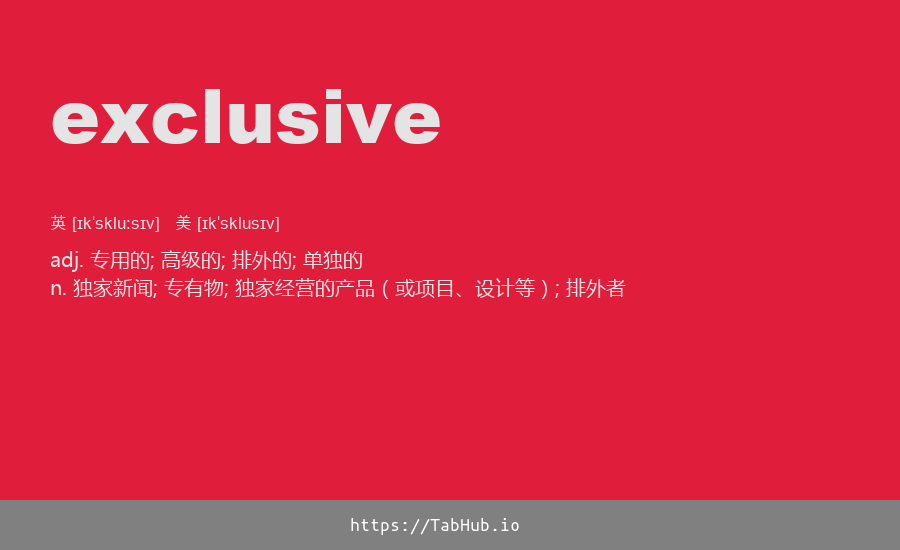 exclusive
英 [ɪkˈskluːsɪv] 美 [ɪkˈsklusɪv]
adj. 专用的; 高级的; 排外的; 单独的
n. 独家新闻; 专有物; 独家经营的产品（或项目、设计等）; 排外者
https://TabHub.io